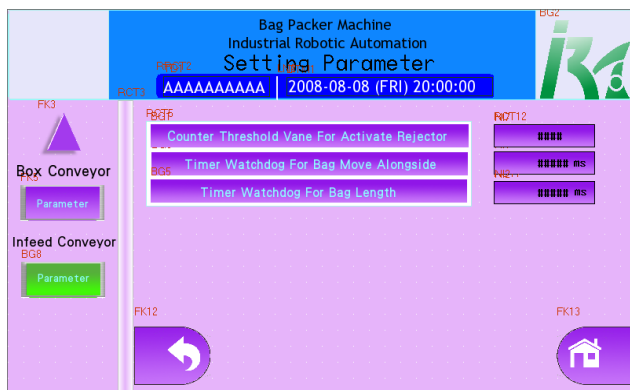 Bag Packer Machine
BG2
Industrial Robotic Automation
Setting Parameter
RCT3
AAAAAAAAAA 2008-08-08 (FRI) 20:00:00
FK3
RCT12
Counter Threshold Vane For Activate Rejector
####
Box Conveyor
Timer Watchdog For Bag Move Alongside
##### ms
BG5
Parameter
Timer Watchdog For Bag Length
##### ms
Infeed Conveyor
BG8
Parameter
FK12
FK13